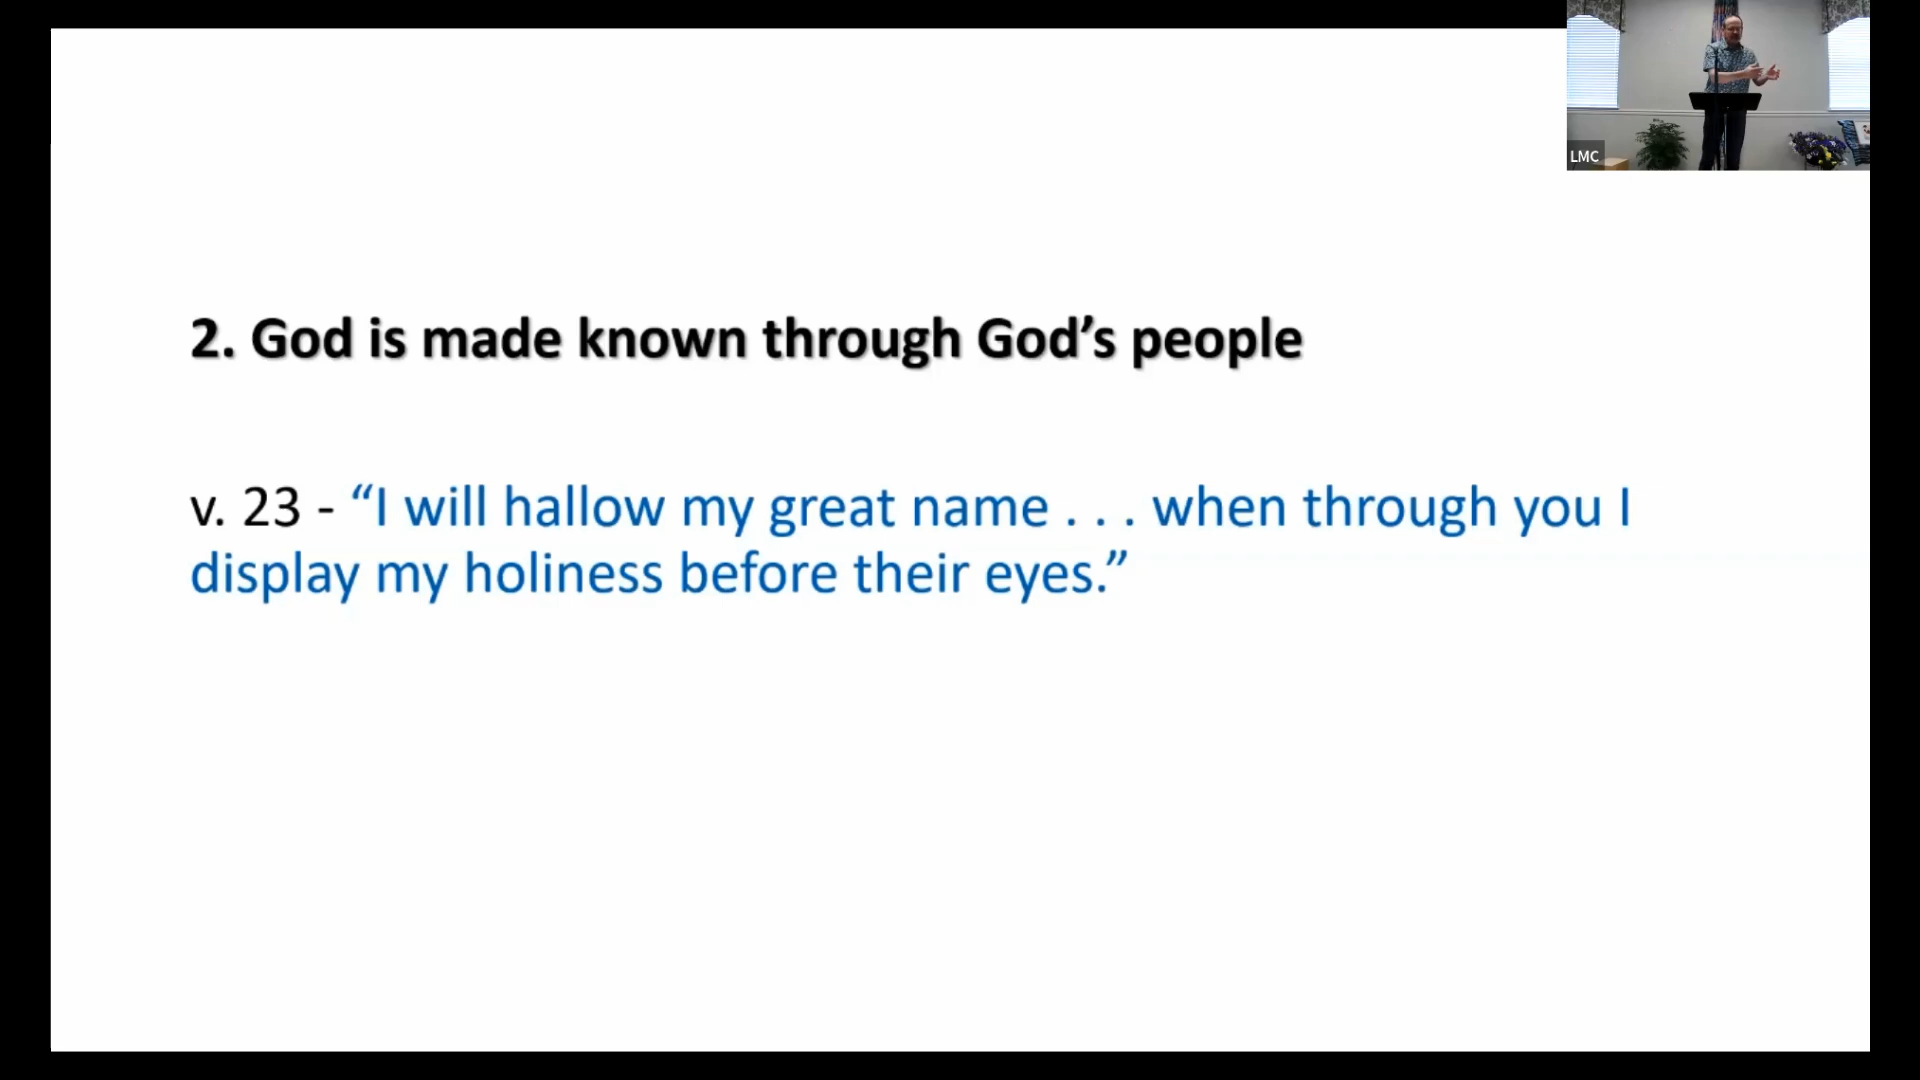 LMC
2. God is made known through God’s people
v. 23 - “I will hallow my great name . . . when through you I
display my holiness before their eyes.”